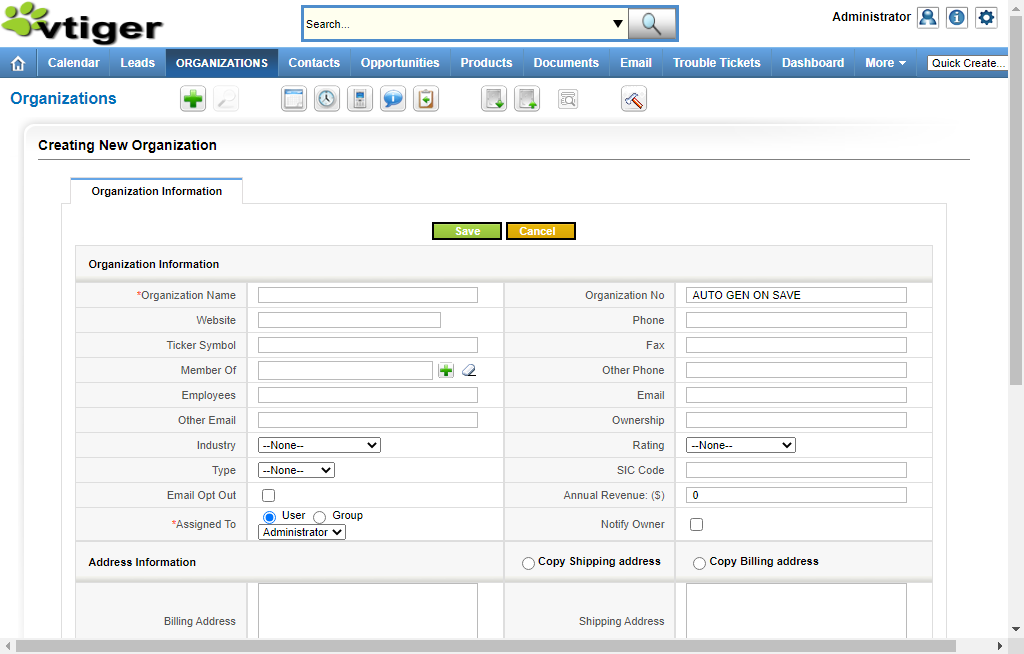 vtiger
Search...
Administrator
Calendar Leads ORGANIZATIONS Contacts Opportunities Products Documents Email Trouble Tickets Dashboard More Quick Create...
Organizations
Creating New Organization
Organization Information
Save Cancel
Organization Information
*Organization Name Organization No AUTO GEN ON SAVE
Website Phone
Ticker Symbol Fax
Member Of Other Phone
Employees Email
Other Email Ownership
Industry --None-- Rating --None--
Type --None-- SIC Code
Email Opt Out Annual Revenue: ($) 0
*Assigned To User Group Notify Owner
Administrator
Address Information Copy Shipping address Copy Billing address
Billing Address Shipping Address